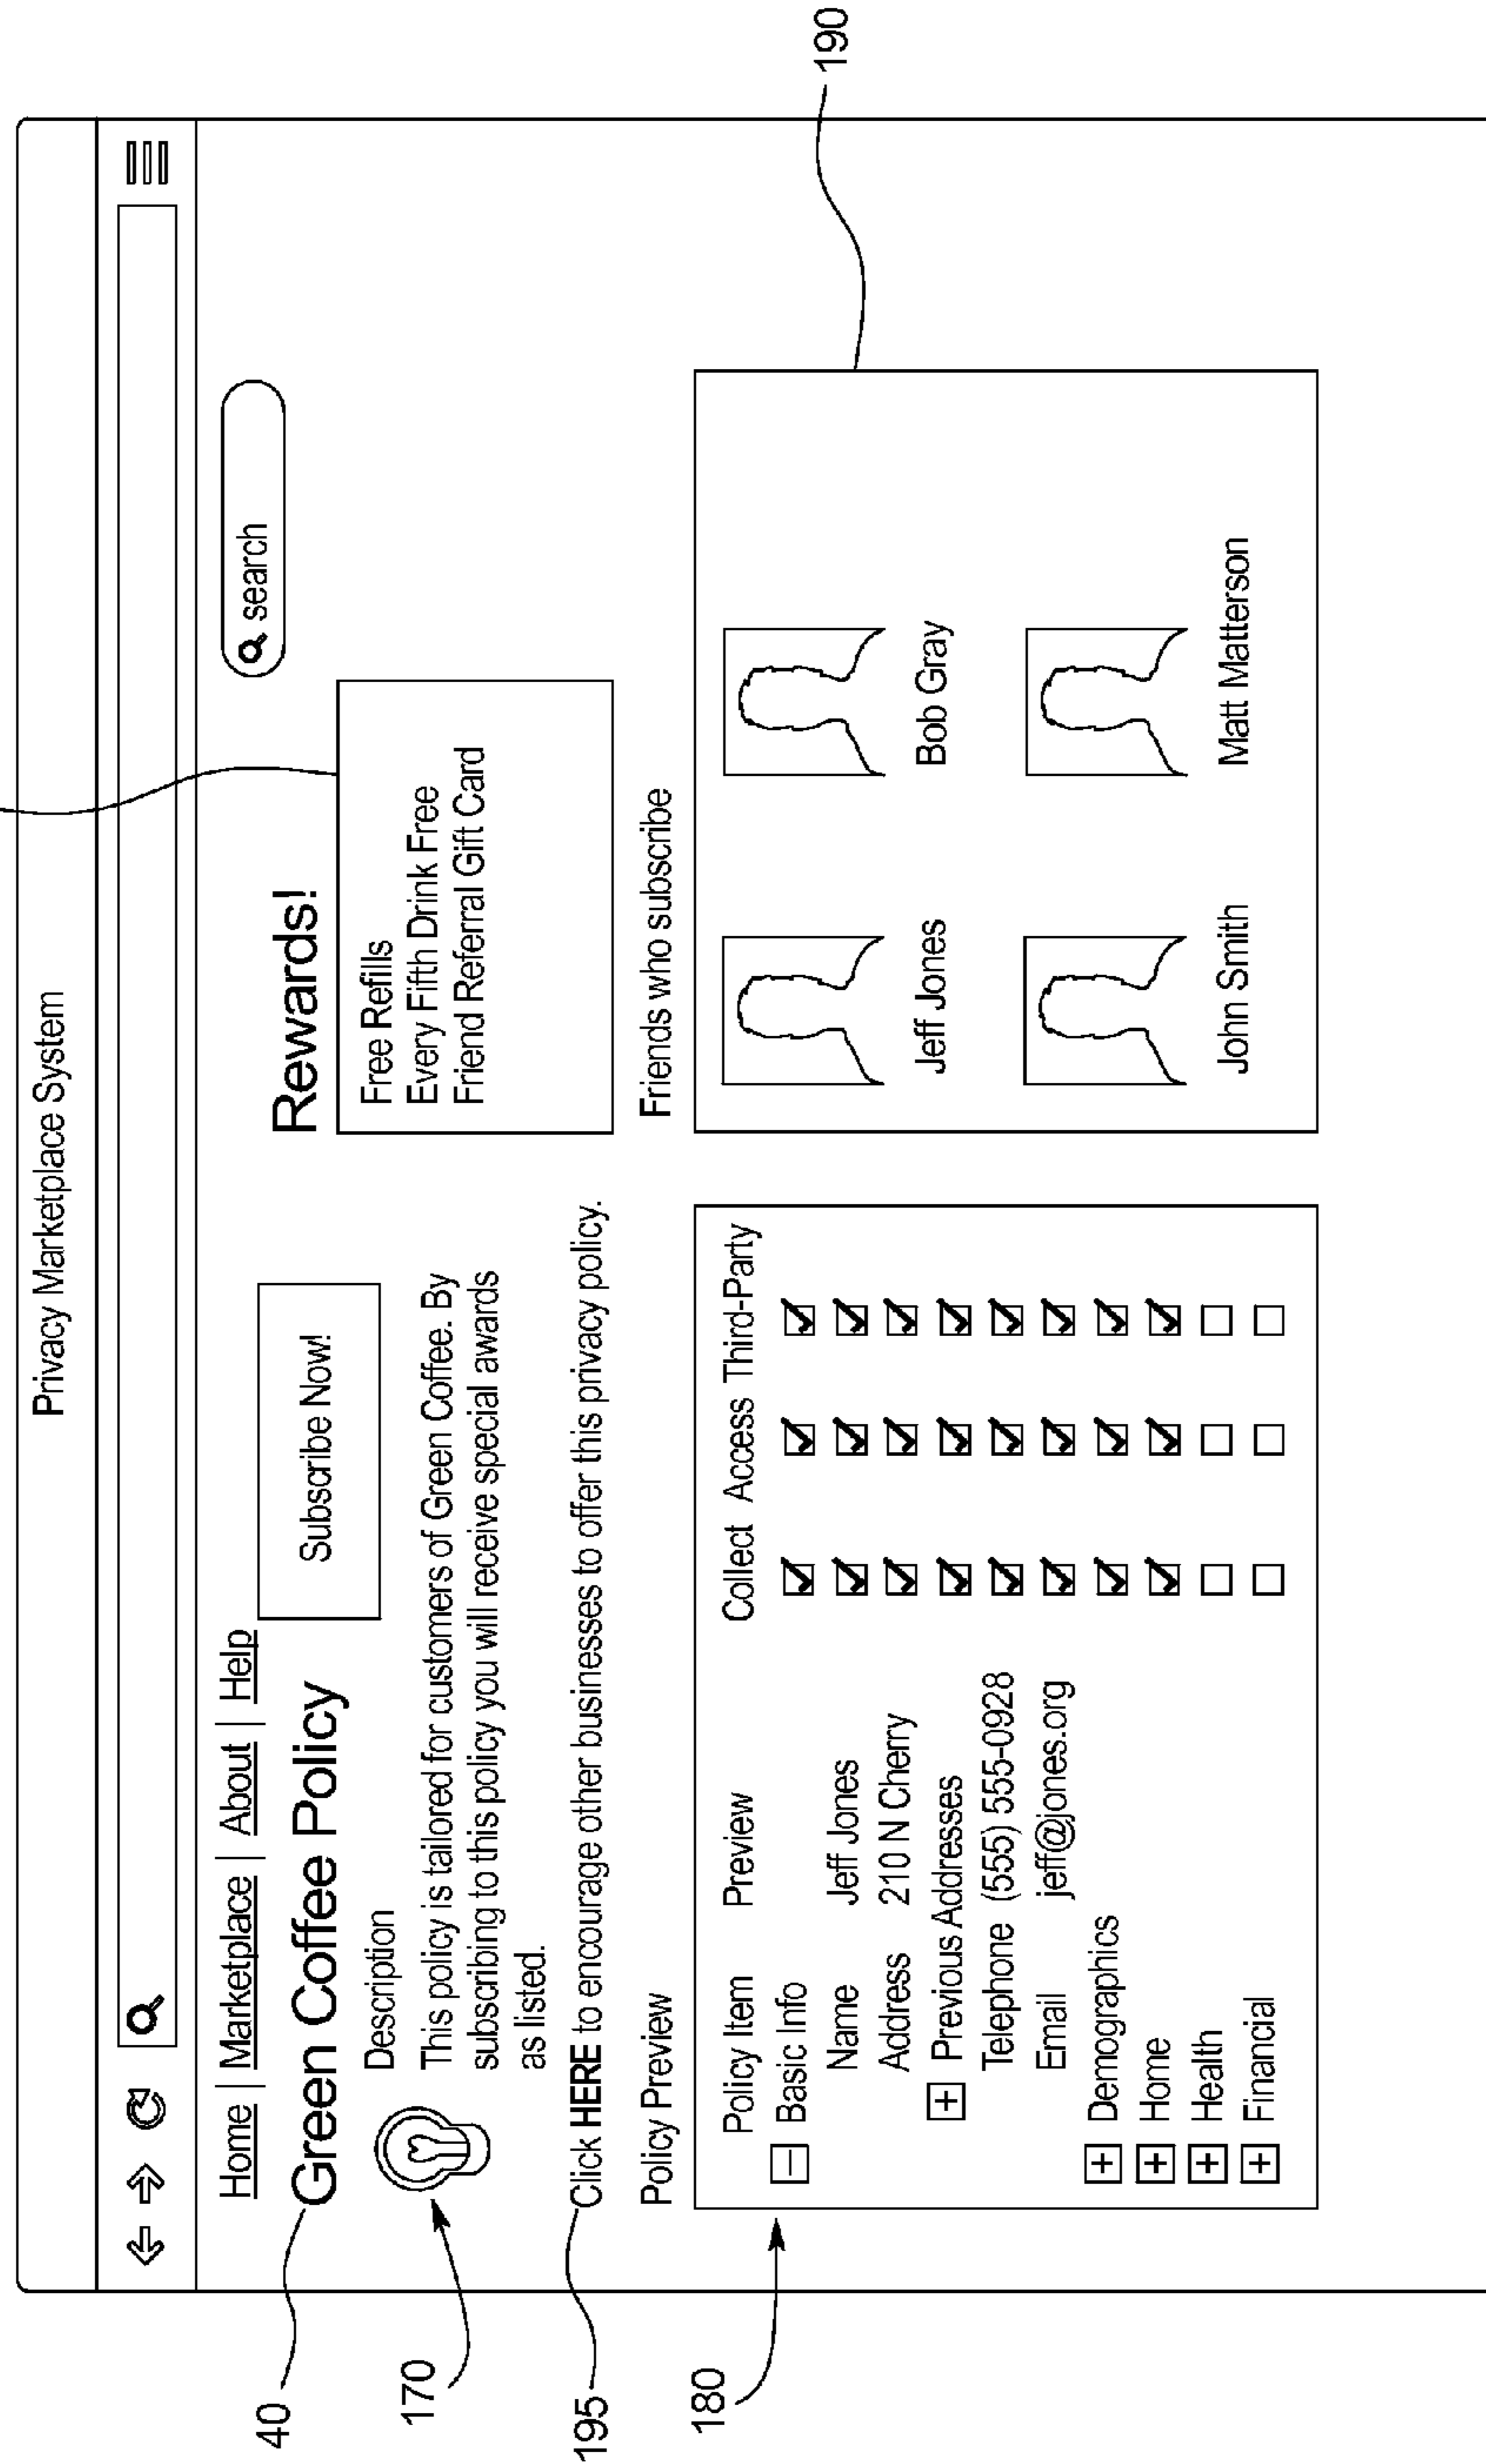 Privacy Marketplace System
Home | Marketplace | About | Help
search
40
Green Coffee Policy
Subscribe Now!
Rewards!
Free Refills
Every Fifth Drink Free
Friend Referral Gift Card
170
Description
This policy is tailored for customers of Green Coffee. By
subscribing to this policy you will receive special awards
as listed.
195
Click HERE to encourage other businesses to offer this privacy policy.
Policy Preview
180
Policy Item Preview Collect Access Third-Party
Basic Info
Name Jeff Jones
Address 210 N Cherry
Previous Addresses
Telephone (555) 555-0928
Email jeff@jones.org
Demographics
Home
Health
Financial
Friends who subscribe
190
Jeff Jones
Bob Gray
John Smith
Matt Matterson